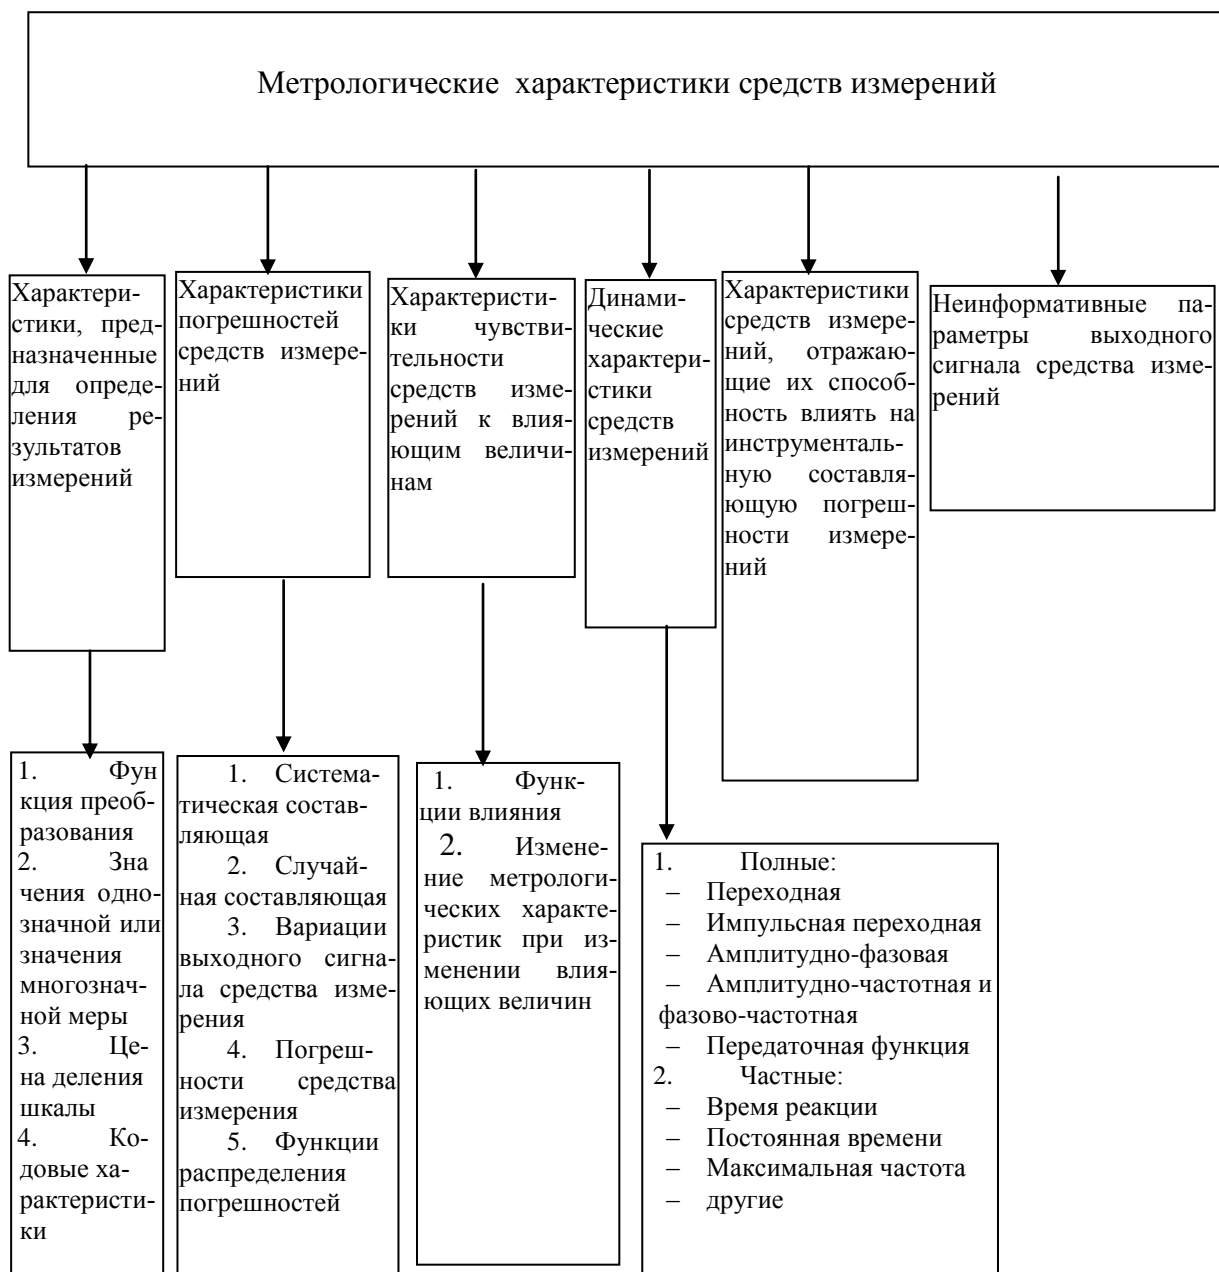 Метрологические характеристики средств измерений
Характери-
стики, пред-
назначенные
для определе-
ления ре-
зультатов
измерений
Характеристики
погрешностей
средств измере-
ний
Характеристи-
ки чувстви-
тельности
средств изме-
рений к влия-
ющим величи-
нам
Динами-
ческие
характери-
стики
средств
измерений
Характеристики
средств измере-
ний, отражаю-
щие их способ-
ность влиять на
инструменталь-
ную составля-
ющую погреш-
ности измере-
ний
Неинформативные па-
раметры выходного
сигнала средства изме-
рений
1. Фун
кция преоб-
разования
2. Зна
чения одно-
значной или
значения
многознач-
ной меры
3. Це-
на деления
шкалы
4. Ко-
довые ха-
рактеристи-
ки
1. Система-
тическая состав-
ляющая
2. Случай-
ная составляющая
3. Вариации
выходного сигна-
ла средства изме-
рения
4. Погреш-
ности средства
измерения
5. Функции
распределения
погрешностей
1. Функ-
ции влияния
2. Измене-
ние метрологи-
ческих характе-
ристик при из-
менении влия-
ющих величин
1. Полные:
– Переходная
– Импульсная переходная
– Амплитудно-фазовая
– Амплитудно-частотная и
фазово-частотная
– Передаточная функция
2. Частные:
– Время реакции
– Постоянная времени
– Максимальная частота
– другие